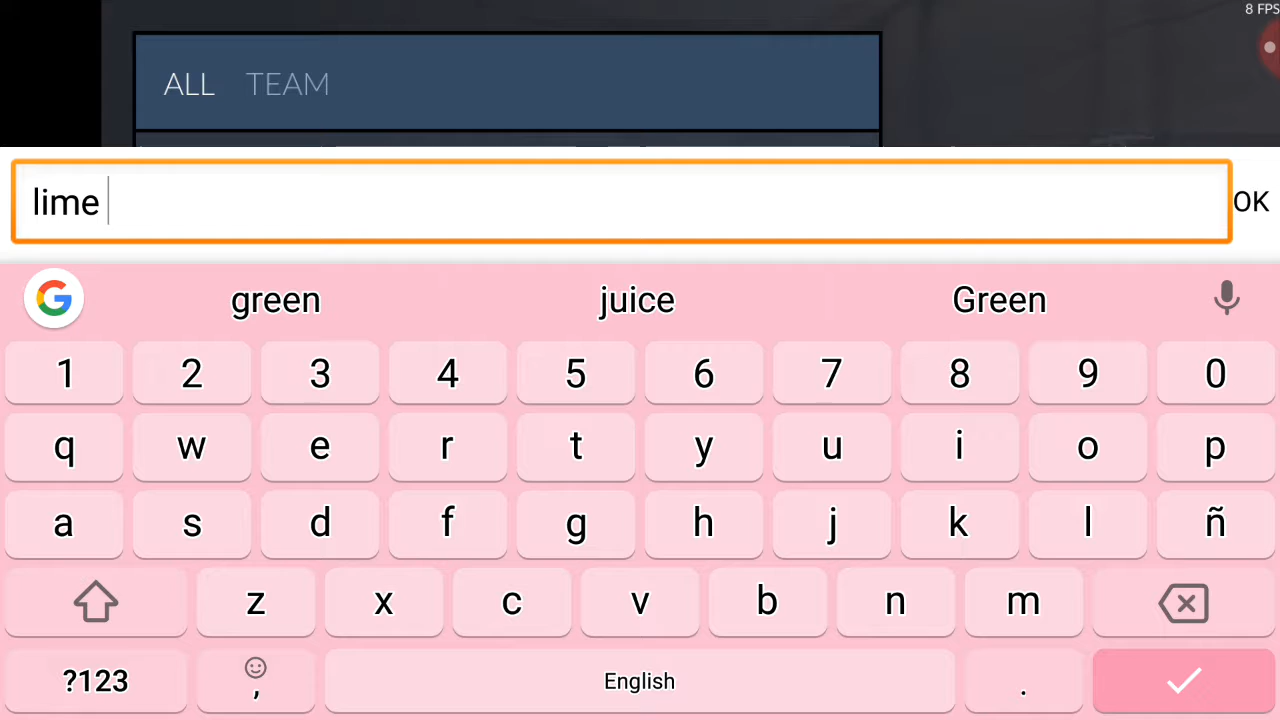 8 FPS
ALL TEAM
lime
OK
green juice Green
1 2 3 4 5 6 7 8 9 0
q w e r t y u i o p
a s d f g h j k l ñ
z x c v b n m
?123 , English .